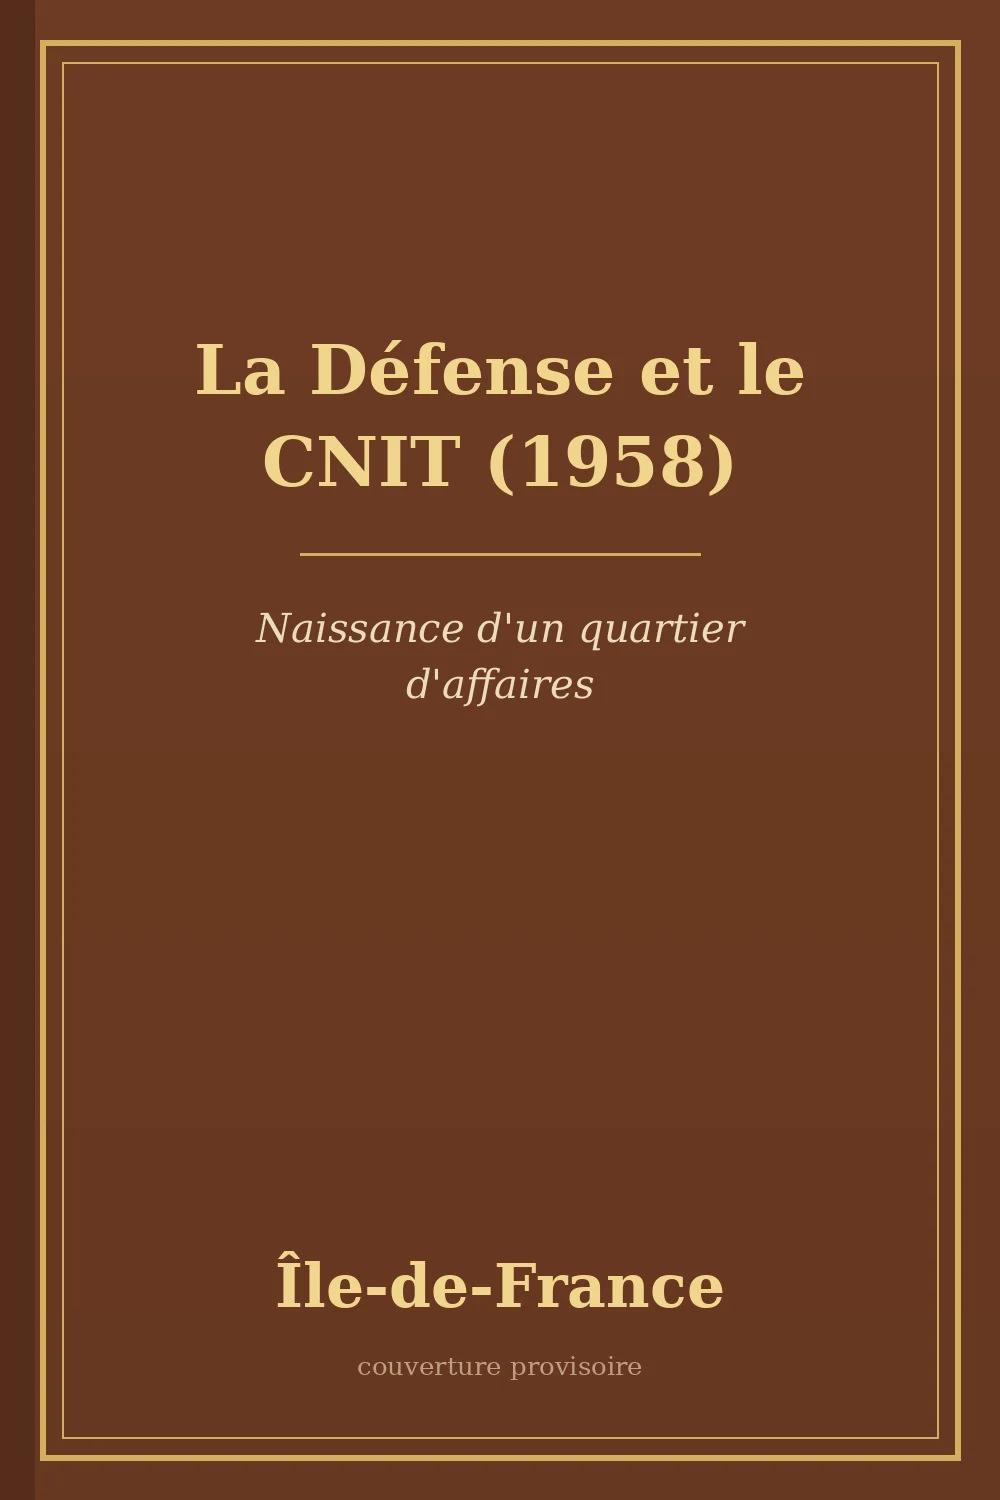 La Défense et le
CNIT (1958)
Naissance d'un quartier
d'affaires
Île-de-France
couverture provisoire